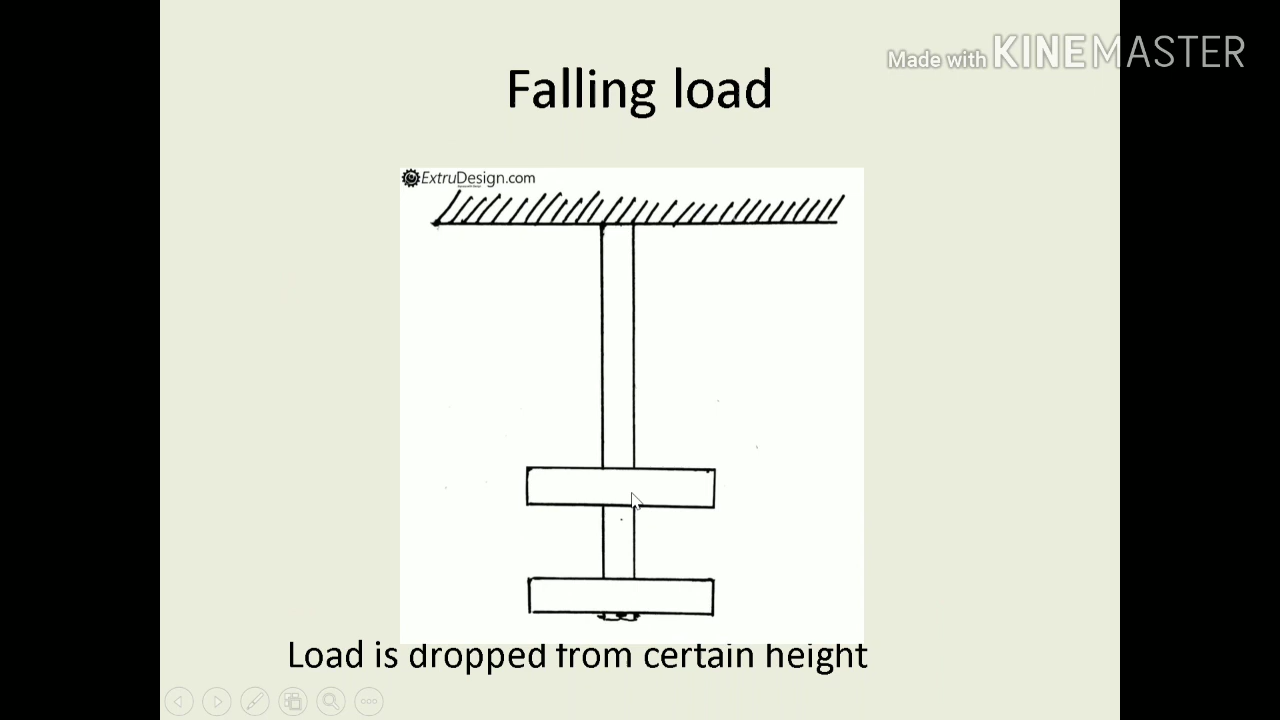 Made with KINEMASTER
Falling load
ExtruDesign.com
Load is dropped from certain height